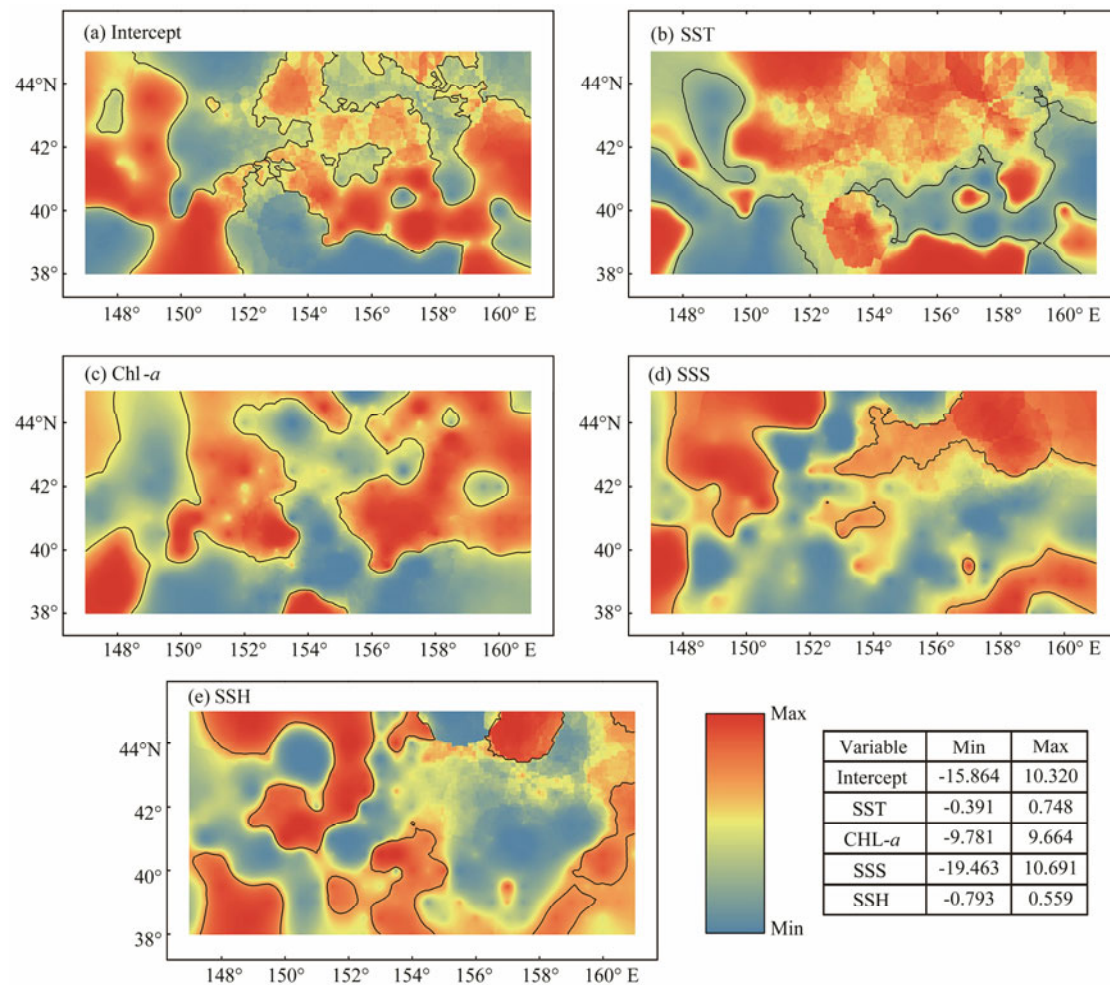 (a) Intercept
44°N
42°
40°
38°
148° 150° 152° 154° 156° 158° 160° E
(b) SST
44°N
42°
40°
38°
148° 150° 152° 154° 156° 158° 160° E
(c) Chl-a
44°N
42°
40°
38°
148° 150° 152° 154° 156° 158° 160° E
(d) SSS
44°N
42°
40°
38°
148° 150° 152° 154° 156° 158° 160° E
(e) SSH
44°N
42°
40°
38°
148° 150° 152° 154° 156° 158° 160° E
Max
Min
Variable Min Max
Intercept -15.864 10.320
SST -0.391 0.748
CHL-a -9.781 9.664
SSS -19.463 10.691
SSH -0.793 0.559